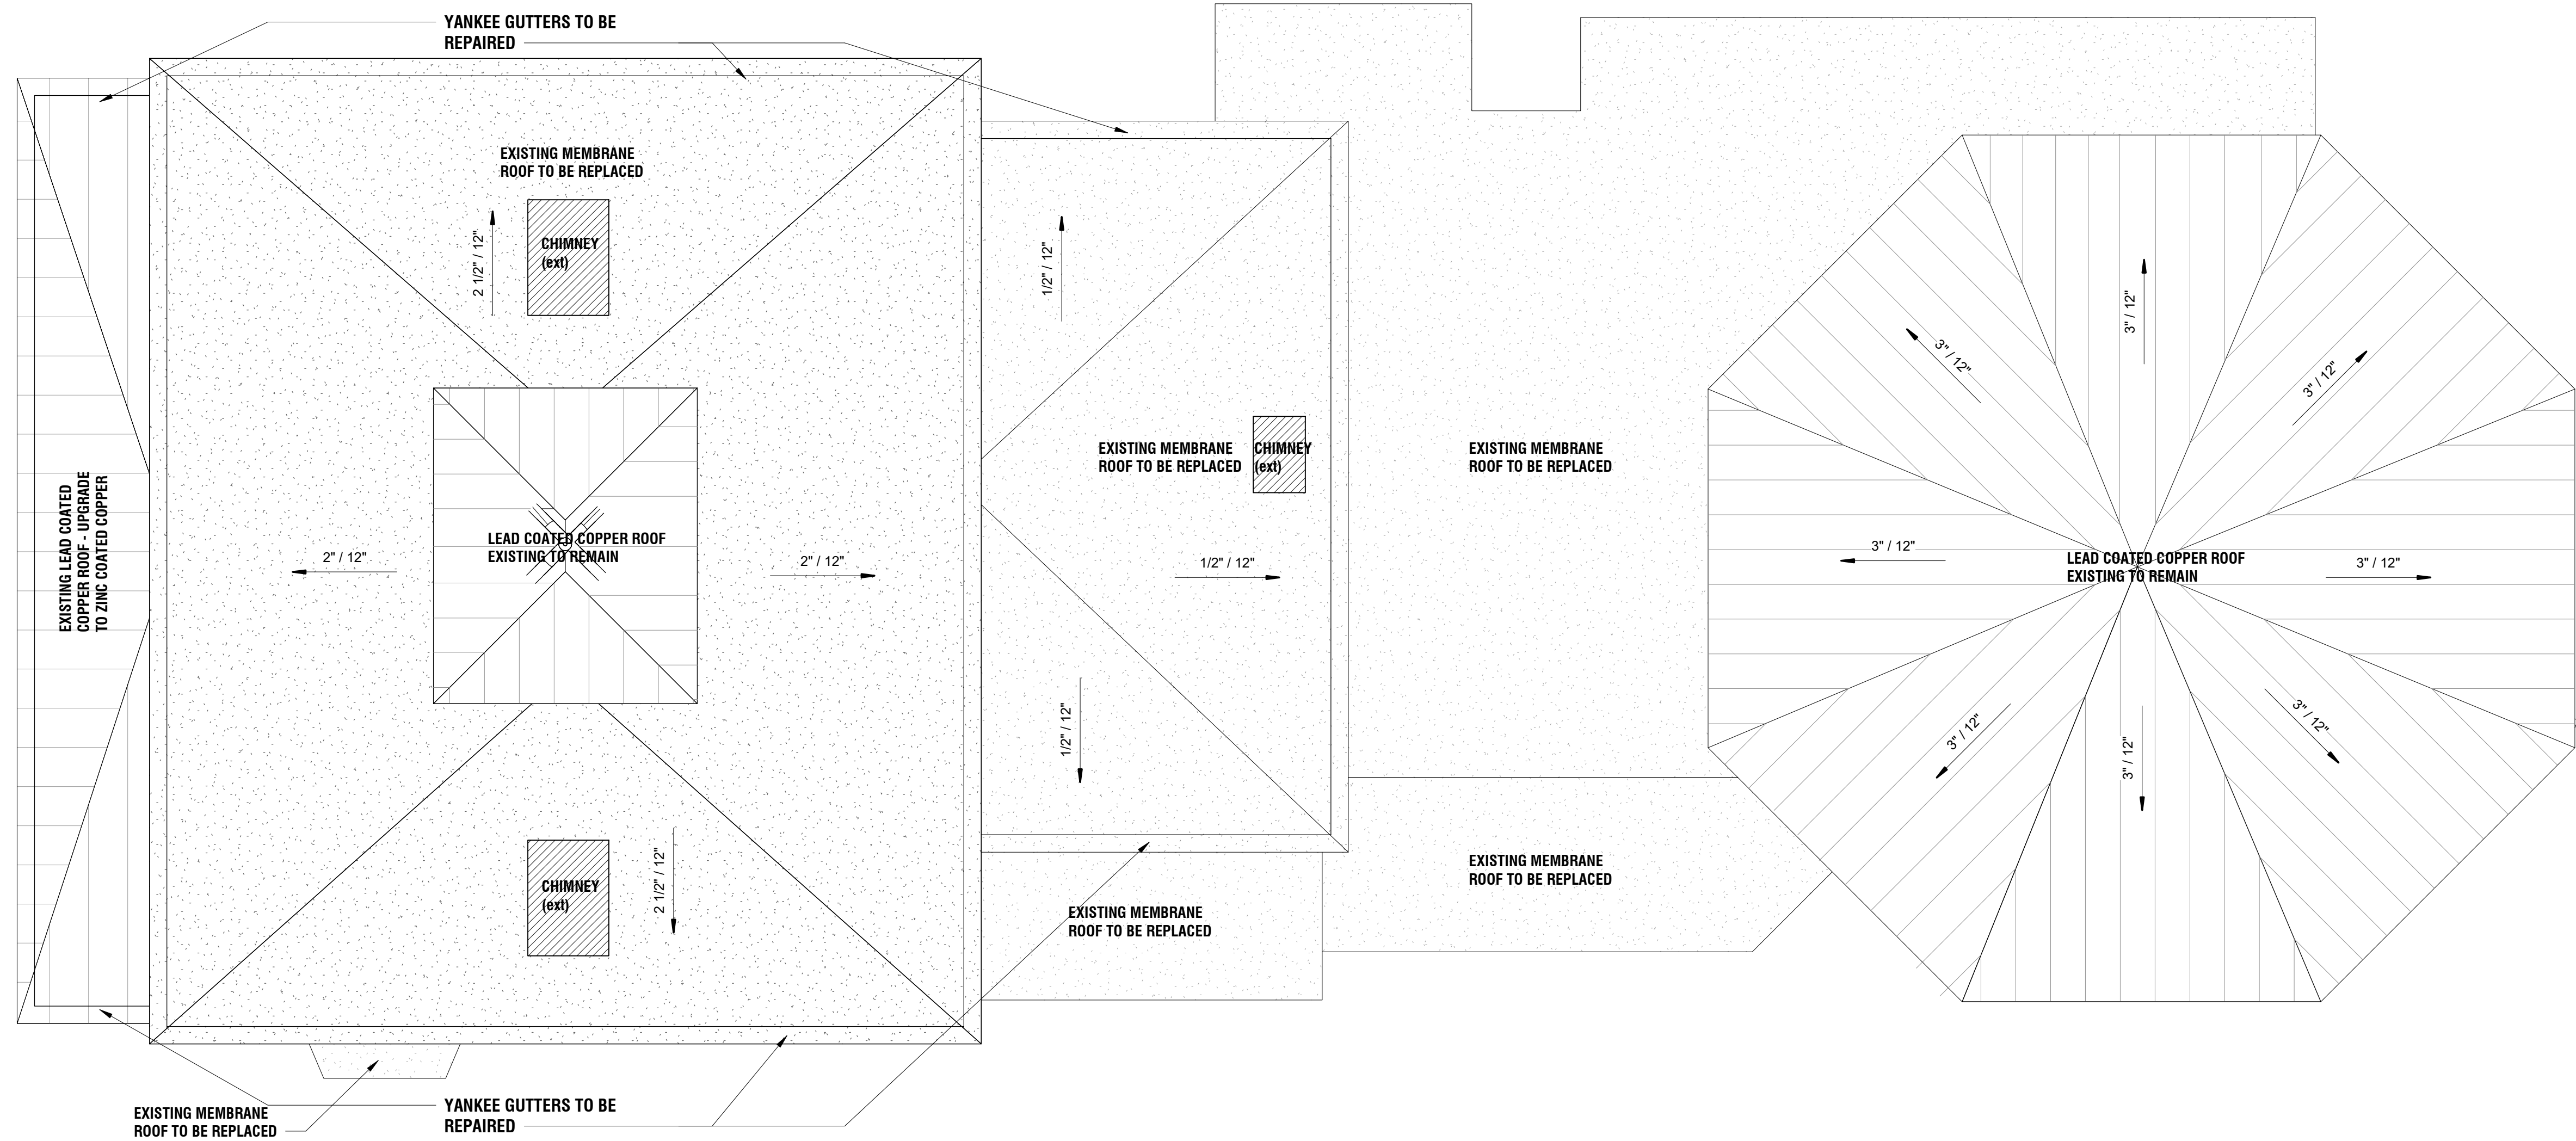 YANKEE GUTTERS TO BE
REPAIRED
EXISTING MEMBRANE
ROOF TO BE REPLACED
CHIMNEY
(ext)
2 1/2" / 12"
1/2" / 12"
3" / 12"
3" / 12"
3" / 12"
EXISTING MEMBRANE
ROOF TO BE REPLACED
CHIMNEY
(ext)
EXISTING MEMBRANE
ROOF TO BE REPLACED
EXISTING LEAD COATED
COPPER ROOF - UPGRADE
TO ZINC COATED COPPER
2" / 12"
LEAD COATED COPPER ROOF
EXISTING TO REMAIN
2" / 12"
1/2" / 12"
3" / 12"
LEAD COATED COPPER ROOF
EXISTING TO REMAIN
3" / 12"
1/2" / 12"
3" / 12"
3" / 12"
3" / 12"
CHIMNEY
(ext)
2 1/2" / 12"
EXISTING MEMBRANE
ROOF TO BE REPLACED
EXISTING MEMBRANE
ROOF TO BE REPLACED
EXISTING MEMBRANE
ROOF TO BE REPLACED
YANKEE GUTTERS TO BE
REPAIRED